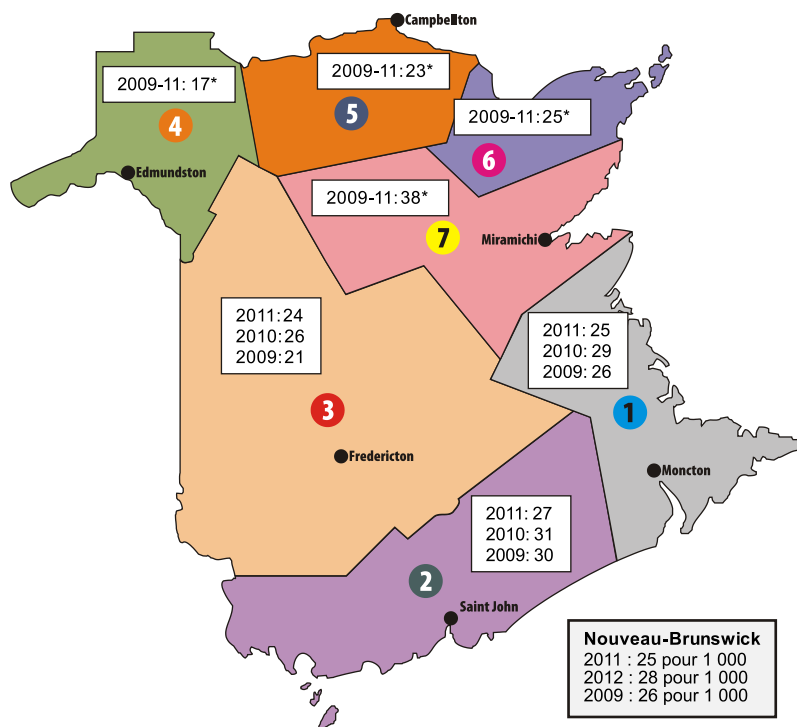 Campbellton
2009-11: 17*
2009-11:23*
4
5
2009-11:25*
6
Edmundston
2009-11:38*
7
Miramichi
2011:24
2010:26
2009:21
2011: 25
2010: 29
2009: 26
3
1
Fredericton
Moncton
2011: 27
2010: 31
2009: 30
2
Saint John
Nouveau-Brunswick
2011 : 25 pour 1 000
2012 : 28 pour 1 000
2009 : 26 pour 1 000